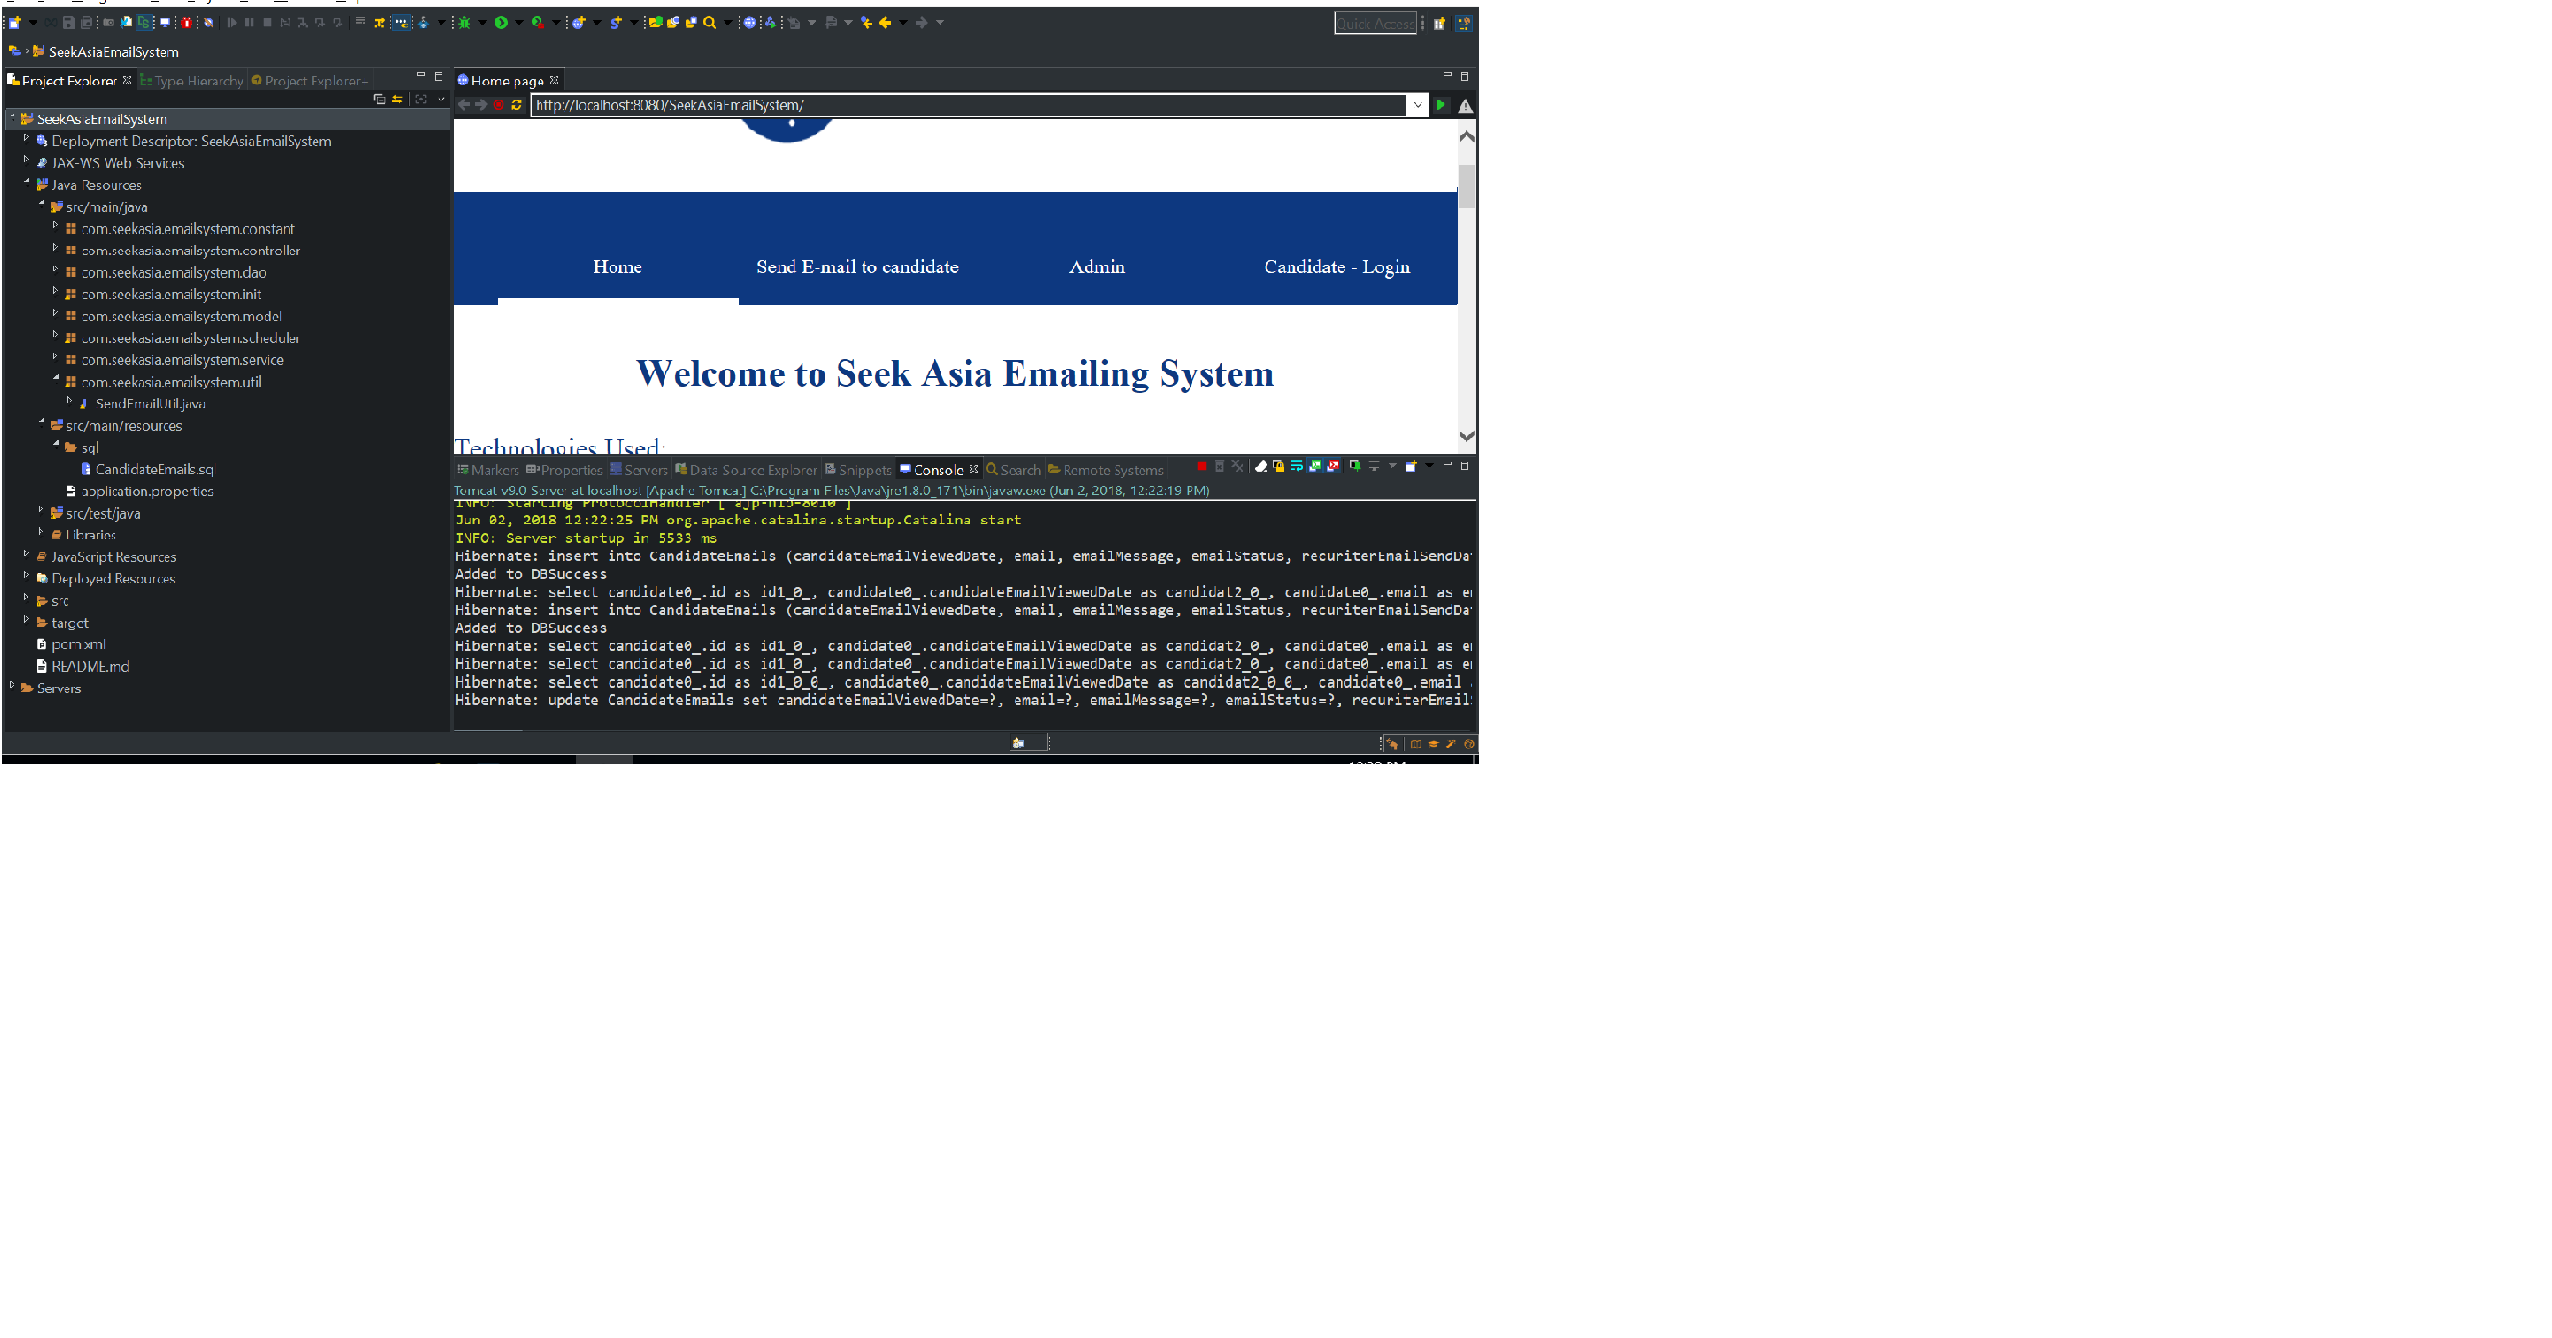 Quick Access
SeekAsiaEmailSystem
Project Explorer Type Hierarchy Project Explorer
SeekAsiaEmailSystem
Deployment Descriptor: SeekAsiaEmailSystem
JAX-WS Web Services
Java Resources
src/main/java
com.seekasia.emailsystem.constant
com.seekasia.emailsystem.controller
com.seekasia.emailsystem.dao
com.seekasia.emailsystem.init
com.seekasia.emailsystem.model
com.seekasia.emailsystem.scheduler
com.seekasia.emailsystem.service
com.seekasia.emailsystem.util
SendEmailUtil.java
src/main/resources
sql
CandidateEmails.sql
application.properties
src/test/java
Libraries
JavaScript Resources
Deployed Resources
src
target
pom.xml
README.md
Servers
Home page
http://localhost:8080/SeekAsiaEmailSystem/
Home Send E-mail to candidate Admin Candidate - Login
Welcome to Seek Asia Emailing System
Technologies Used:
Markers Properties Servers Data Source Explorer Snippets Console Search Remote Systems
Tomcat v9.0 Server at localhost [Apache Tomcat] C:\Program Files\Java\jre1.8.0_171\bin\javaw.exe (Jun 2, 2018, 12:22:19 PM)
INFO: Starting ProtocolHandler ["ajp-nio-8010"]
Jun 02, 2018 12:22:25 PM org.apache.catalina.startup.Catalina start
INFO: Server startup in 5533 ms
Hibernate: insert into CandidateEmails (candidateEmailViewedDate, email, emailMessage, emailStatus, recuriterEmailSendDa
Added to DBSuccess
Hibernate: select candidate0_.id as id1_0_, candidate0_.candidateEmailViewedDate as candidat2_0_, candidate0_.email as e
Hibernate: insert into CandidateEmails (candidateEmailViewedDate, email, emailMessage, emailStatus, recuriterEmailSendDa
Added to DBSuccess
Hibernate: select candidate0_.id as id1_0_, candidate0_.candidateEmailViewedDate as candidat2_0_, candidate0_.email as e
Hibernate: select candidate0_.id as id1_0_, candidate0_.candidateEmailViewedDate as candidat2_0_, candidate0_.email as e
Hibernate: select candidate0_.id as id1_0_0_, candidate0_.candidateEmailViewedDate as candidat2_0_0_, candidate0_.email
Hibernate: update CandidateEmails set candidateEmailViewedDate=?, email=?, emailMessage=?, emailStatus=?, recuriterEmail